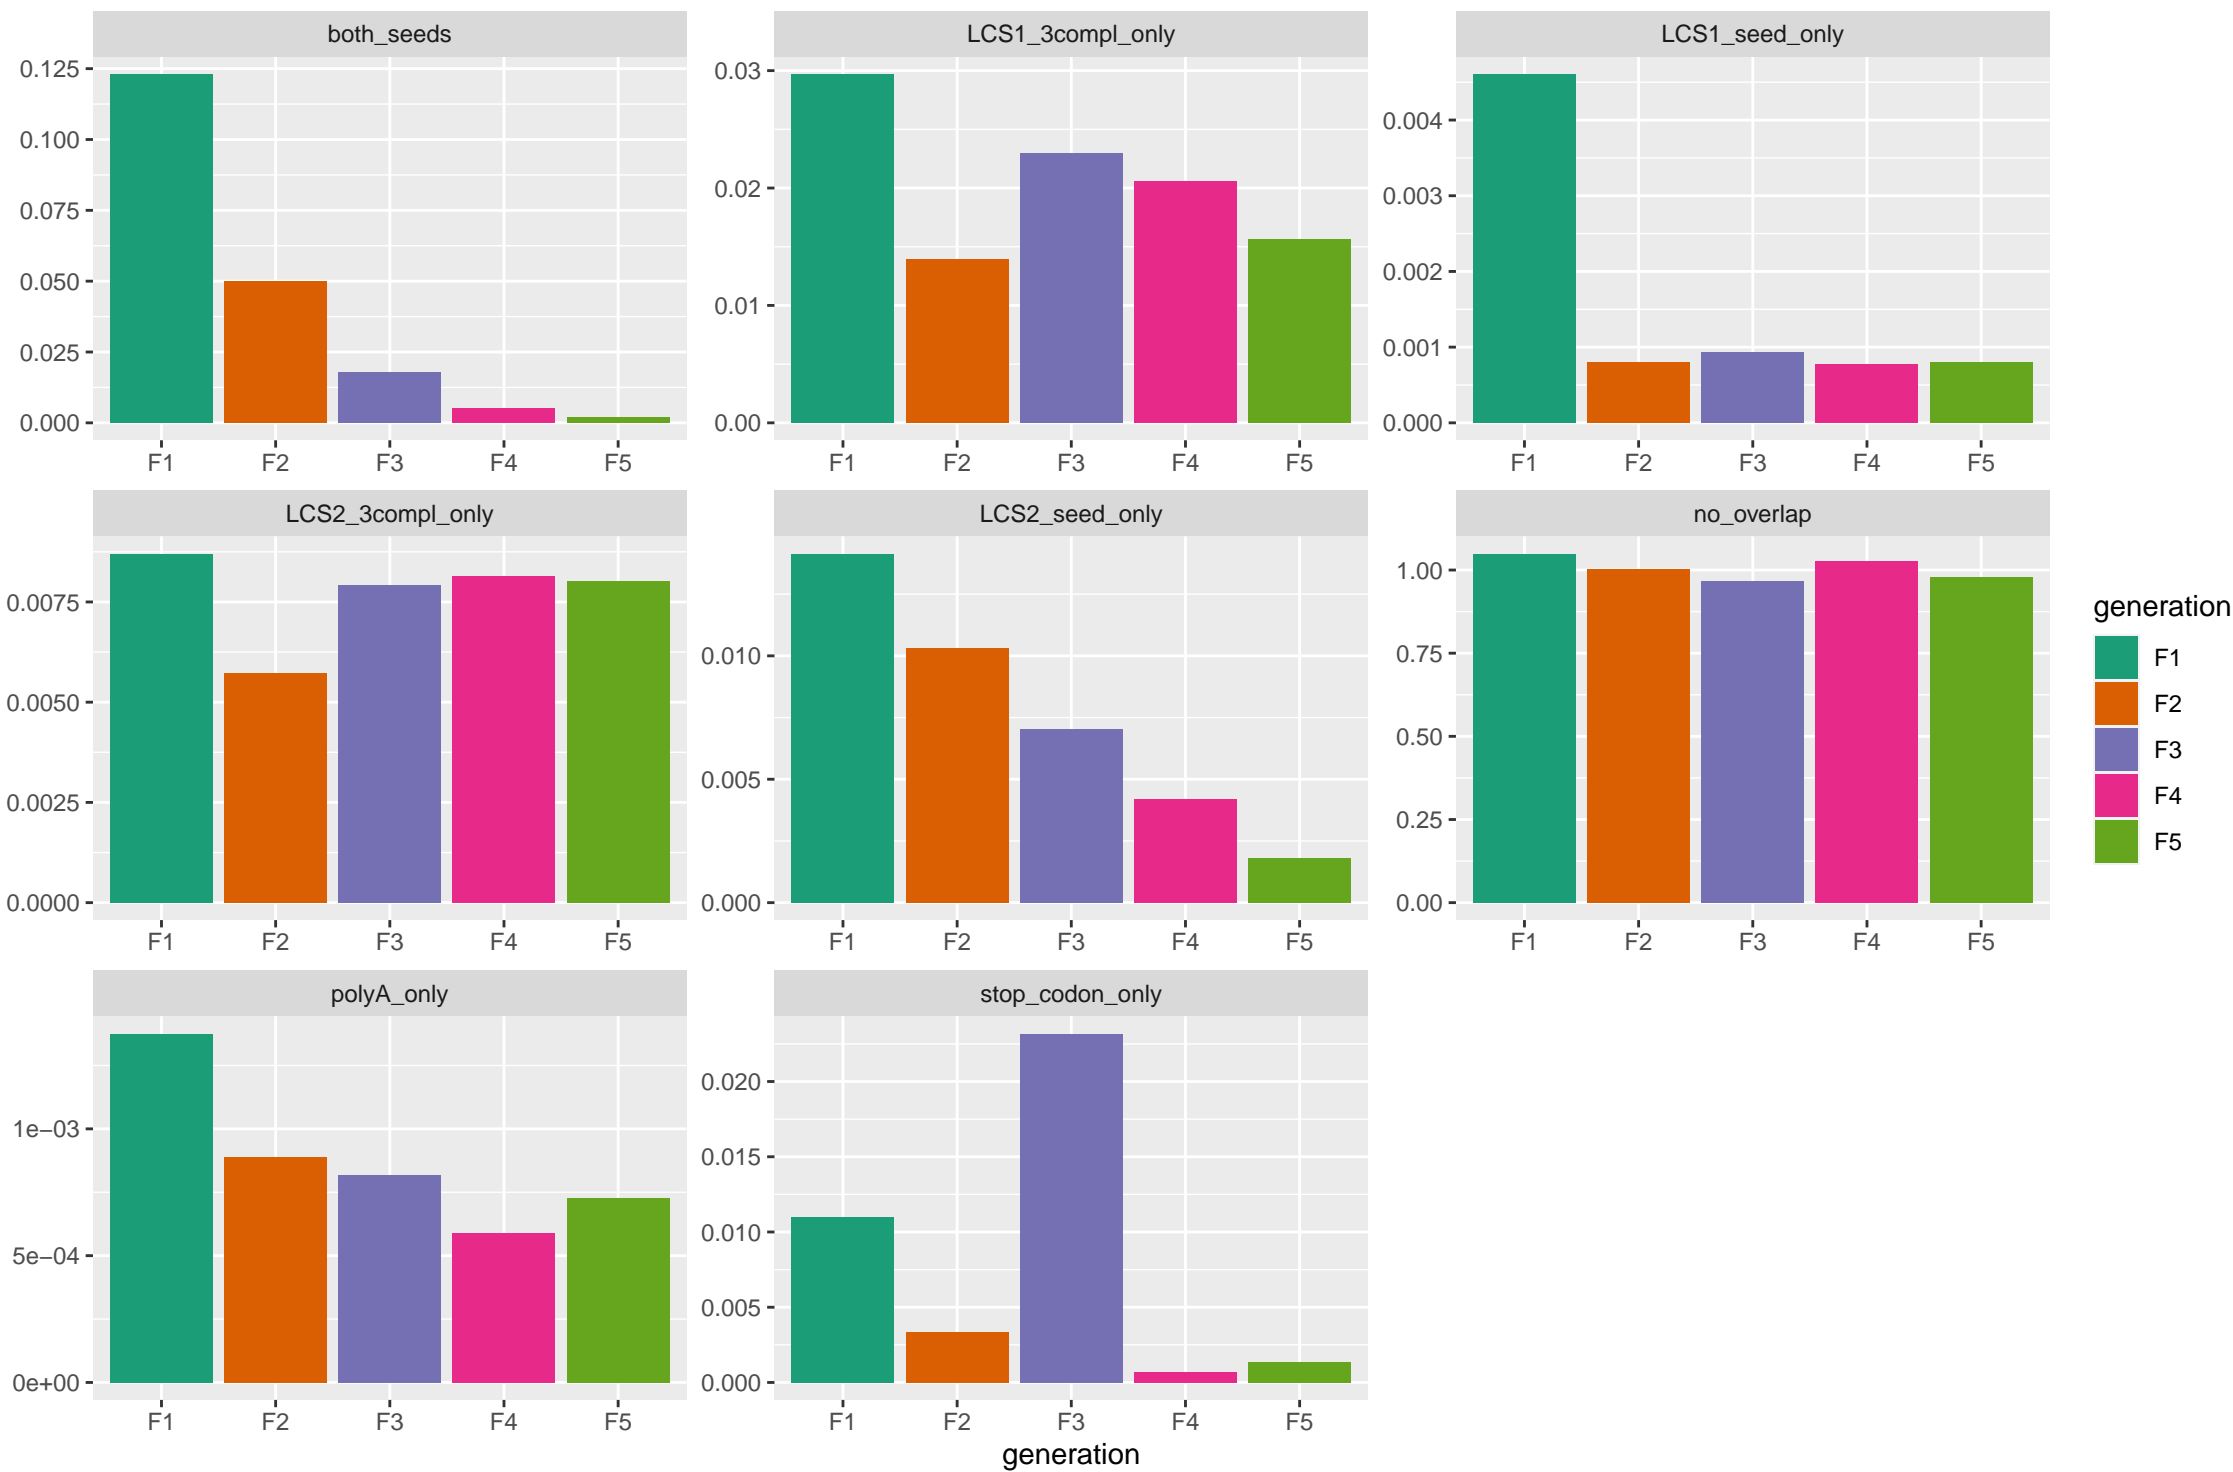 both_seeds
LCS1_3compl_only
LCS1_seed_only
0.125
0.100
0.075
0.050
0.025
0.000
0.03
0.02
0.01
0.00
0.004
0.003
0.002
0.001
0.000
F1 F2 F3 F4 F5
F1 F2 F3 F4 F5
F1 F2 F3 F4 F5
LCS2_3compl_only
LCS2_seed_only
no_overlap
0.0075
0.0050
0.0025
0.0000
0.010
0.005
0.000
1.00
0.75
0.50
0.25
0.00
F1 F2 F3 F4 F5
F1 F2 F3 F4 F5
F1 F2 F3 F4 F5
polyA_only
stop_codon_only
1e−03
5e−04
0e+00
0.020
0.015
0.010
0.005
0.000
F1 F2 F3 F4 F5
F1 F2 F3 F4 F5
generation
generation
F1
F2
F3
F4
F5